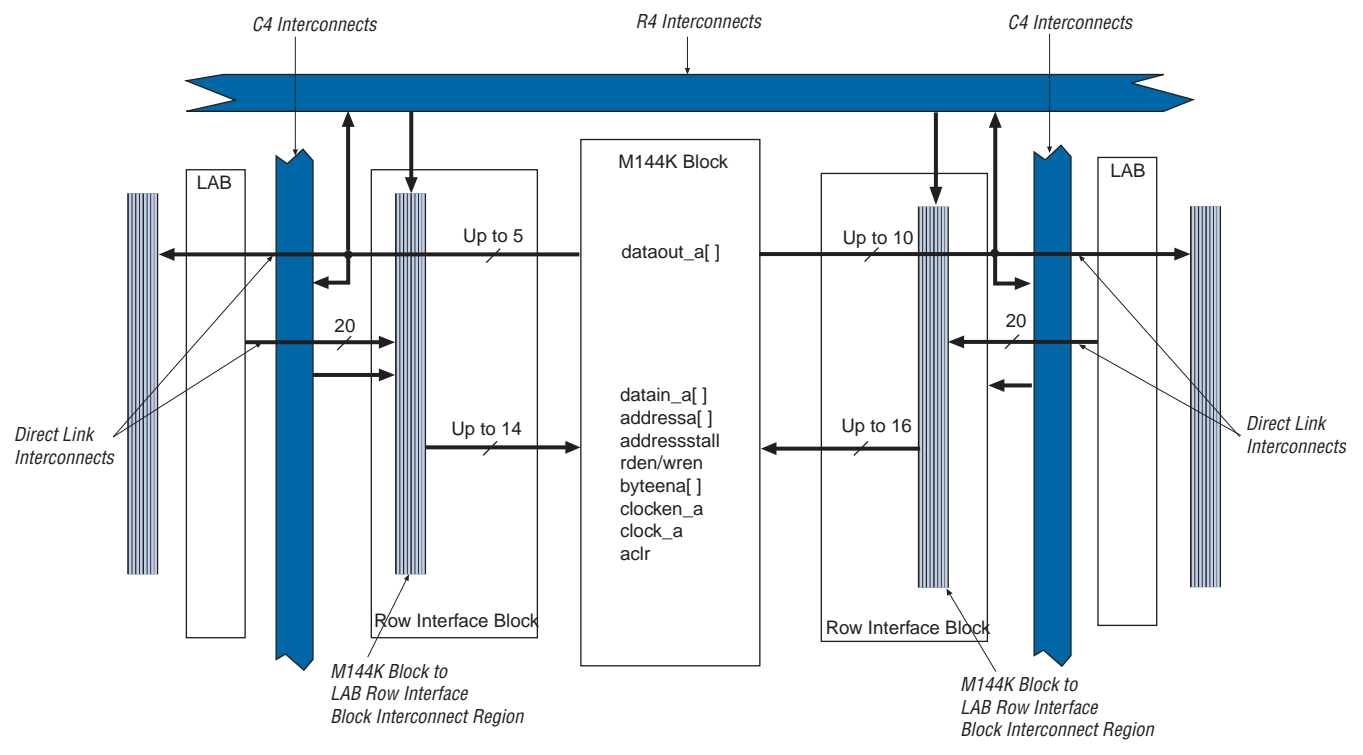 C4 Interconnects
R4 Interconnects
C4 Interconnects
M144K Block
LAB
LAB
Up to 5
dataout_a[ ]
Up to 10
20
20
datain_a[ ]
addressa[ ]
addressstall
rden/wren
byteena[ ]
clocken_a
clock_a
aclr
Up to 14
Up to 16
Direct Link
Interconnects
Direct Link
Interconnects
Row Interface Block
Row Interface Block
M144K Block to
LAB Row Interface
Block Interconnect Region
M144K Block to
LAB Row Interface
Block Interconnect Region